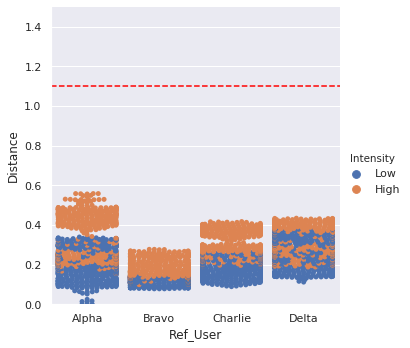 1.4
1.2
1.0
0.8
0.6
0.4
0.2
0.0
Distance
Alpha Bravo Charlie Delta
Ref_User
Intensity
Low
High